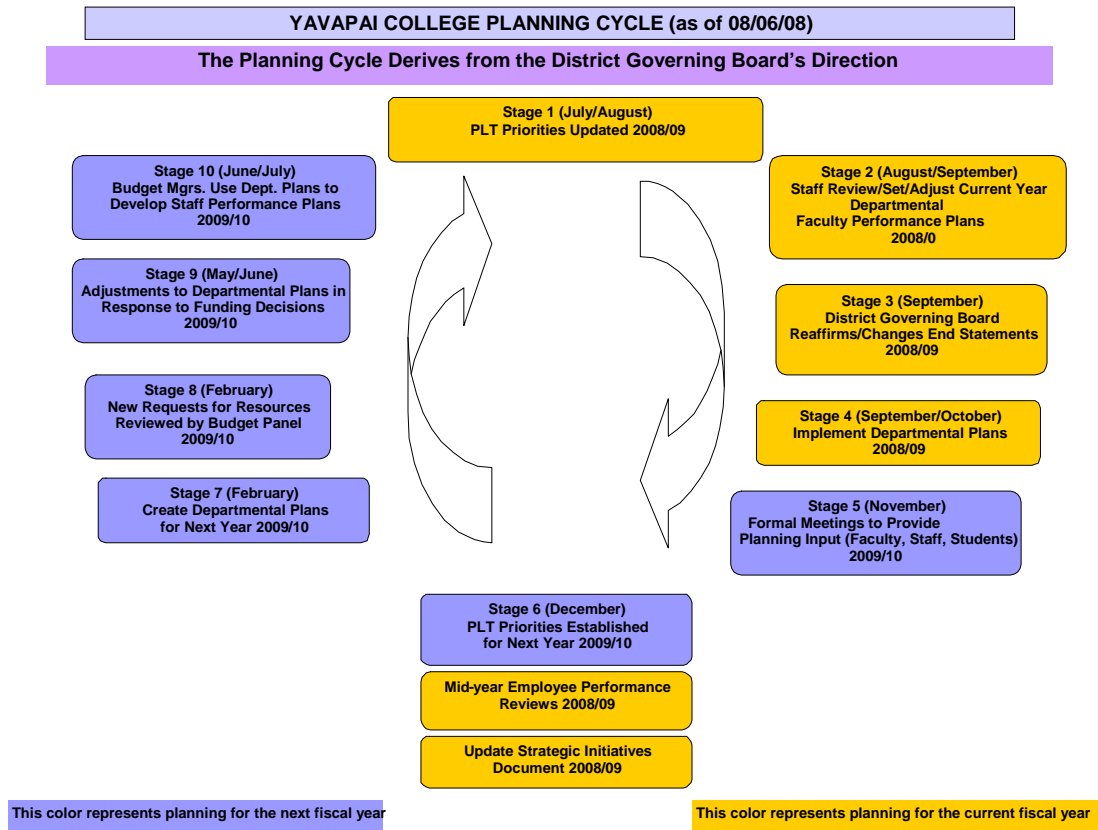 YAVAPAI COLLEGE PLANNING CYCLE (as of 08/06/08)
The Planning Cycle Derives from the District Governing Board's Direction
Stage 1 (July/August)
PLT Priorities Updated 2008/09
Stage 2 (August/September)
Staff Review/Set/Adjust Current Year
Departmental
Faculty Performance Plans
2008/0
Stage 3 (September)
District Governing Board
Reaffirms/Changes End Statements
2008/09
Stage 4 (September/October)
Implement Departmental Plans
2008/09
Stage 5 (November)
Formal Meetings to Provide
Planning Input (Faculty, Staff, Students)
2009/10
Stage 6 (December)
PLT Priorities Established
for Next Year 2009/10
Mid-year Employee Performance
Reviews 2008/09
Update Strategic Initiatives
Document 2008/09
Stage 7 (February)
Create Departmental Plans
for Next Year 2009/10
Stage 8 (February)
New Requests for Resources
Reviewed by Budget Panel
2009/10
Stage 9 (May/June)
Adjustments to Departmental Plans in
Response to Funding Decisions
2009/10
Stage 10 (June/July)
Budget Mgrs. Use Dept. Plans to
Develop Staff Performance Plans
2009/10
This color represents planning for the next fiscal year
This color represents planning for the current fiscal year